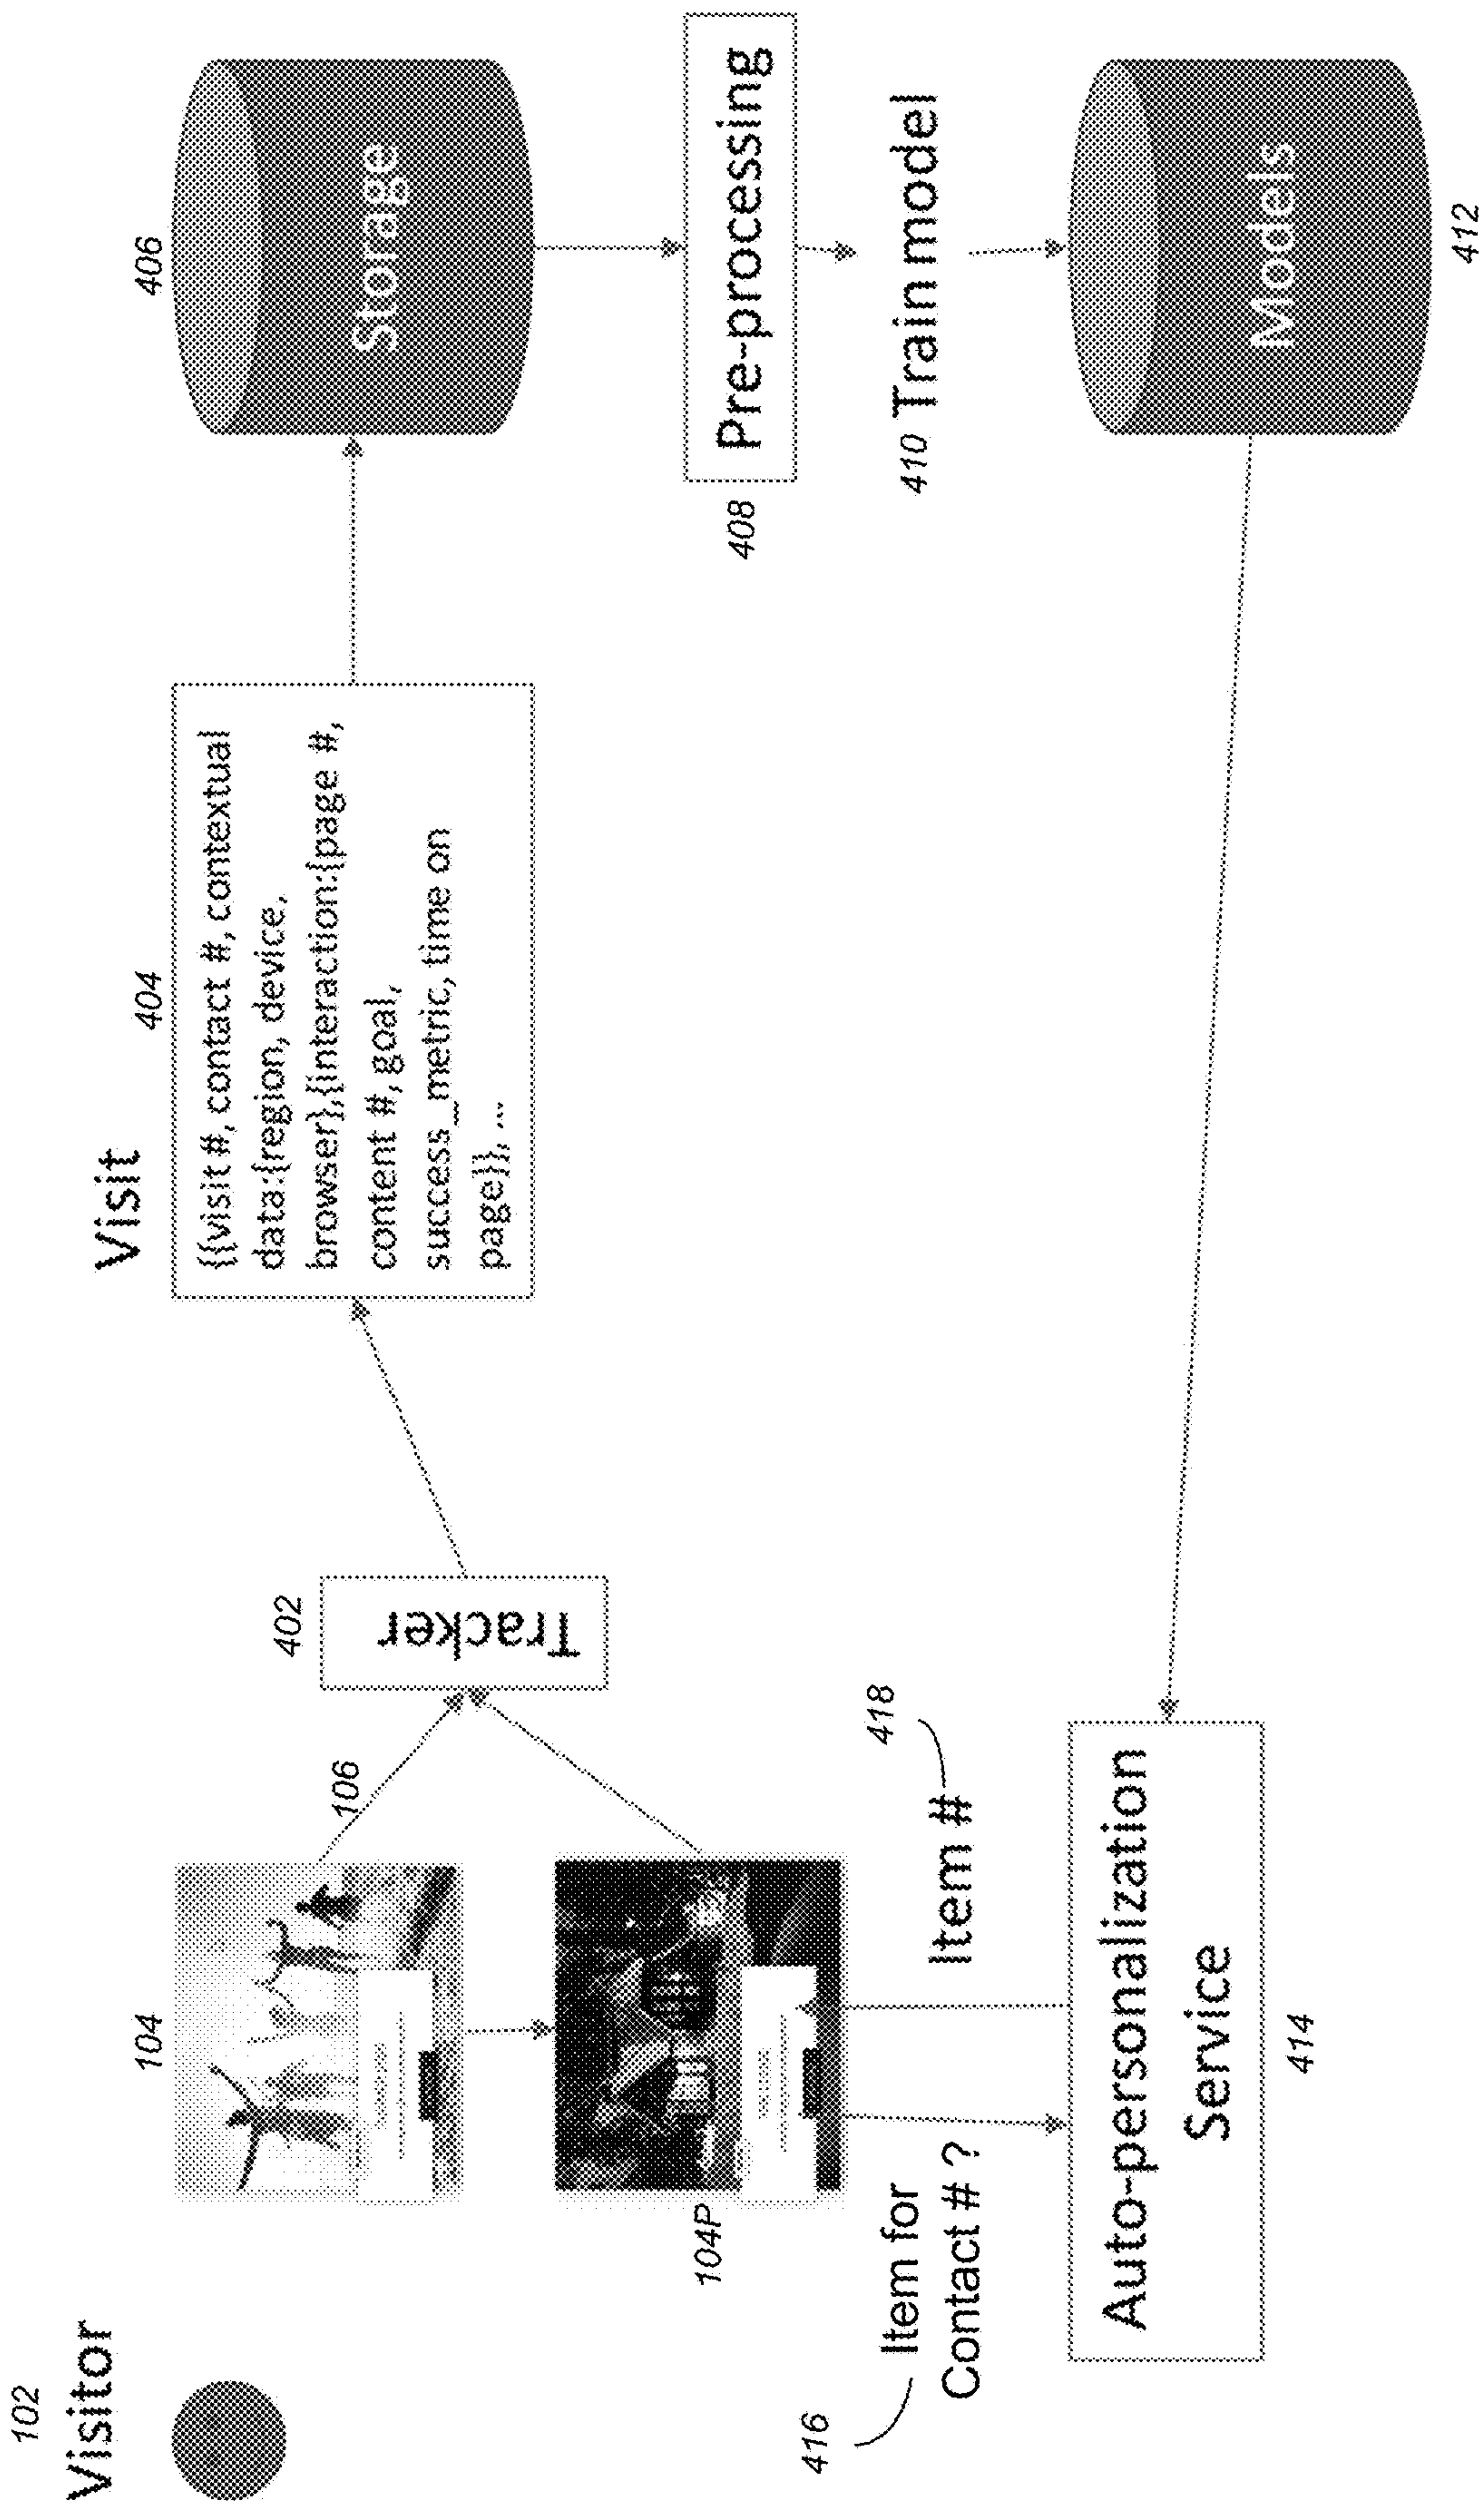 102
Visitor
104
106
402
Tracker
Visit
404
{{visit #, contact #, contextual
data:{region, device,
browser},{interaction:{page #,
content #, goal,
success_metric, time on
page}}, ...
406
Storage
408
Pre-processing
410 Train model
Models
412
104P
416
Item for
Contact # ?
Item #
418
Auto-personalization
Service
414